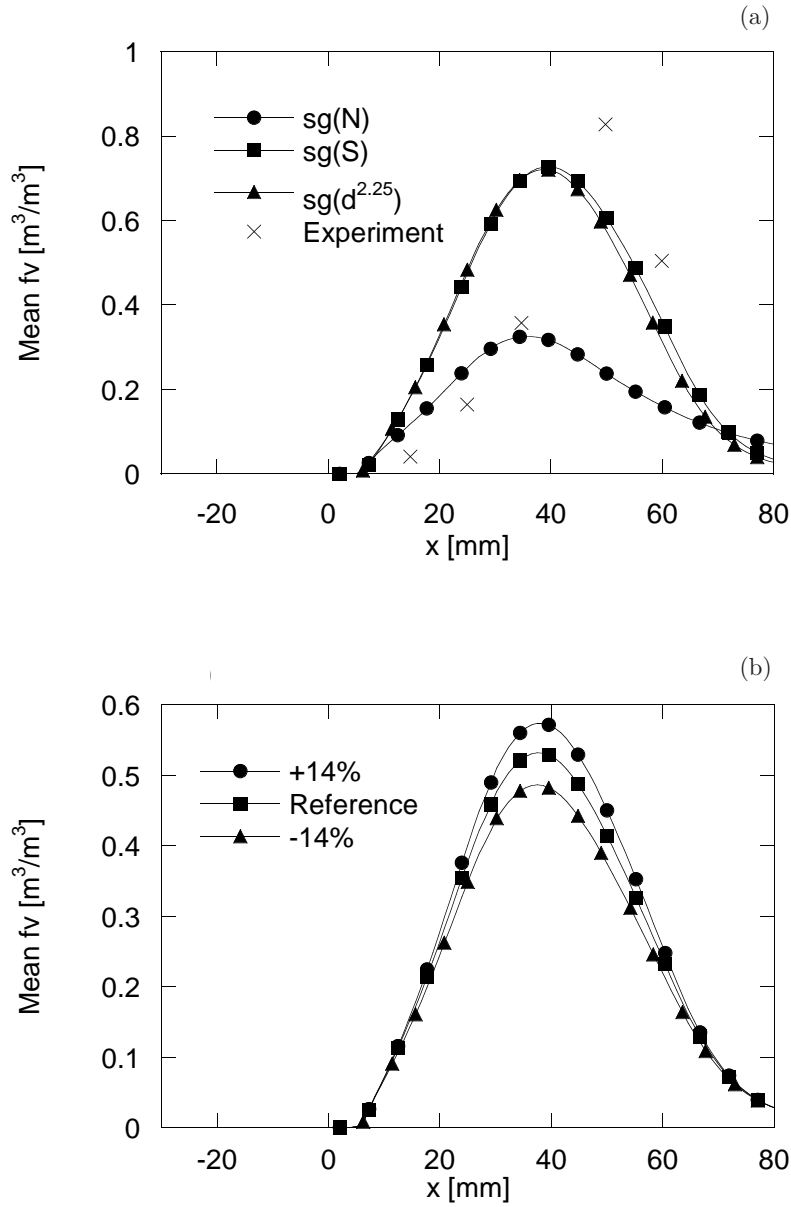 (a)
1
0.8
0.6
0.4
0.2
0
Mean fv [m³/m³]
sg(N)
sg(S)
sg(d^2.25)
Experiment
-20 0 20 40 60 80
x [mm]
(b)
0.6
0.5
0.4
0.3
0.2
0.1
0
Mean fv [m³/m³]
+14%
Reference
-14%
-20 0 20 40 60 80
x [mm]